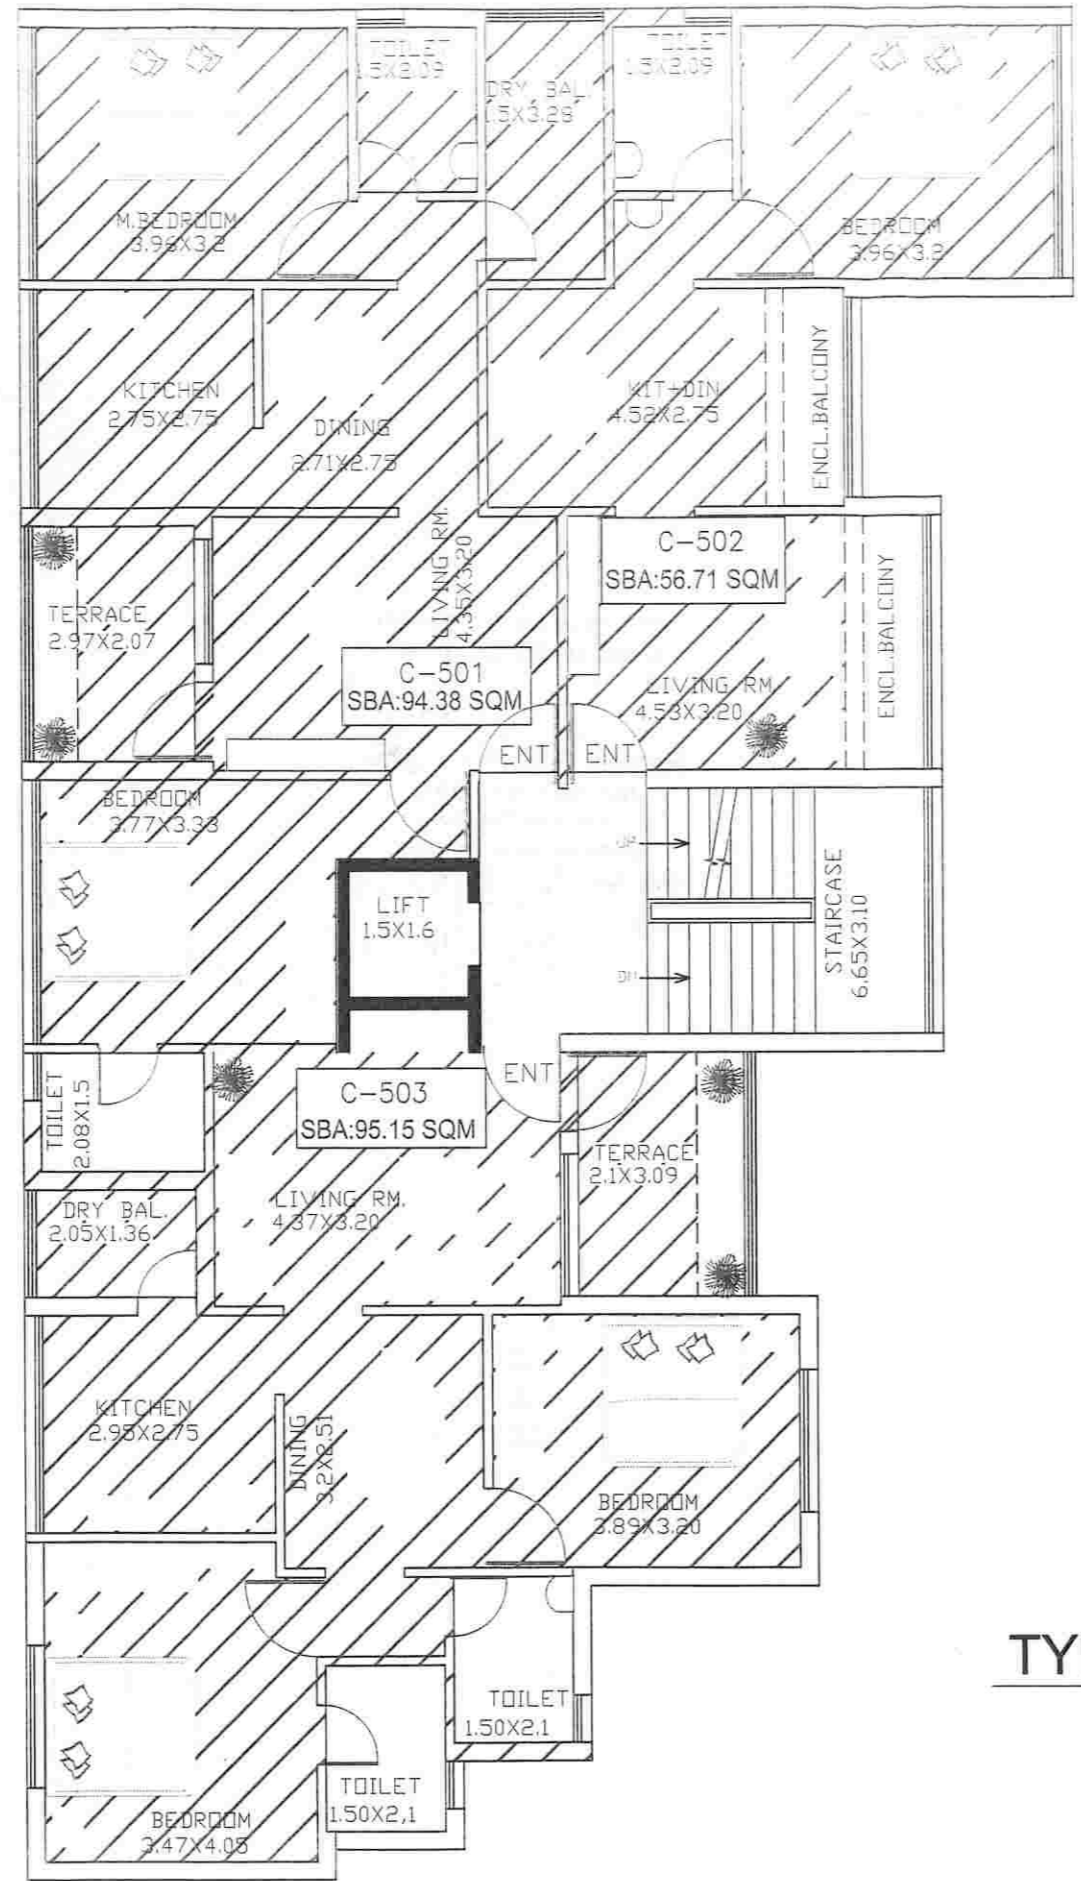 TOILET
1.5X2.09
TOILET
1.5X2.09
DRY. BAL.
1.5X3.28
M.BEDROOM
3.96X3.2
BEDROOM
3.96X3.2
KITCHEN
2.75X2.75
DINING
2.71X2.75
KIT+DIN
4.52X2.75
ENCL.BALCONY
LIVING RM.
4.35X3.20
C-502
SBA:56.71 SQM
ENCL.BALCONY
TERRACE
2.97X2.07
C-501
SBA:94.38 SQM
LIVING RM
4.53X3.20
ENT
ENT
BEDROOM
3.77X3.33
UP
LIFT
1.5X1.6
STAIRCASE
6.65X3.10
DN
ENT
TOILET
2.08X1.5
C-503
SBA:95.15 SQM
TERRACE
2.1X3.09
DRY BAL.
2.05X1.36
LIVING RM.
4.37X3.20
KITCHEN
2.95X2.75
DINING
3.2X2.51
BEDROOM
3.89X3.20
TOILET
1.50X2.1
TOILET
1.50X2,1
BEDROOM
3.47X4.05